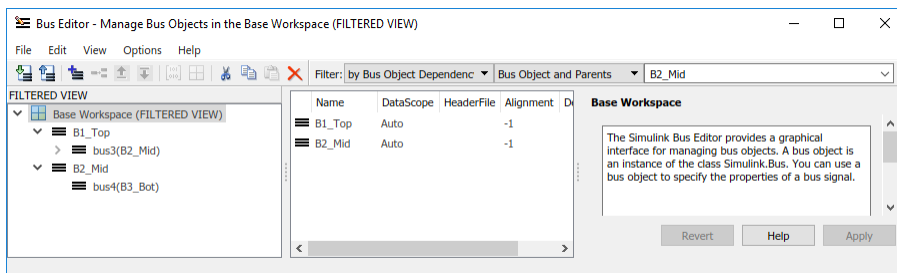 Bus Editor - Manage Bus Objects in the Base Workspace (FILTERED VIEW)
File Edit View Options Help
Filter: by Bus Object Dependenc Bus Object and Parents B2_Mid
FILTERED VIEW
Base Workspace (FILTERED VIEW)
B1_Top
bus3(B2_Mid)
B2_Mid
bus4(B3_Bot)
Name DataScope HeaderFile Alignment De
B1_Top Auto -1
B2_Mid Auto -1
Base Workspace
The Simulink Bus Editor provides a graphical
interface for managing bus objects. A bus object is
an instance of the class Simulink.Bus. You can use a
bus object to specify the properties of a bus signal.
Revert Help Apply